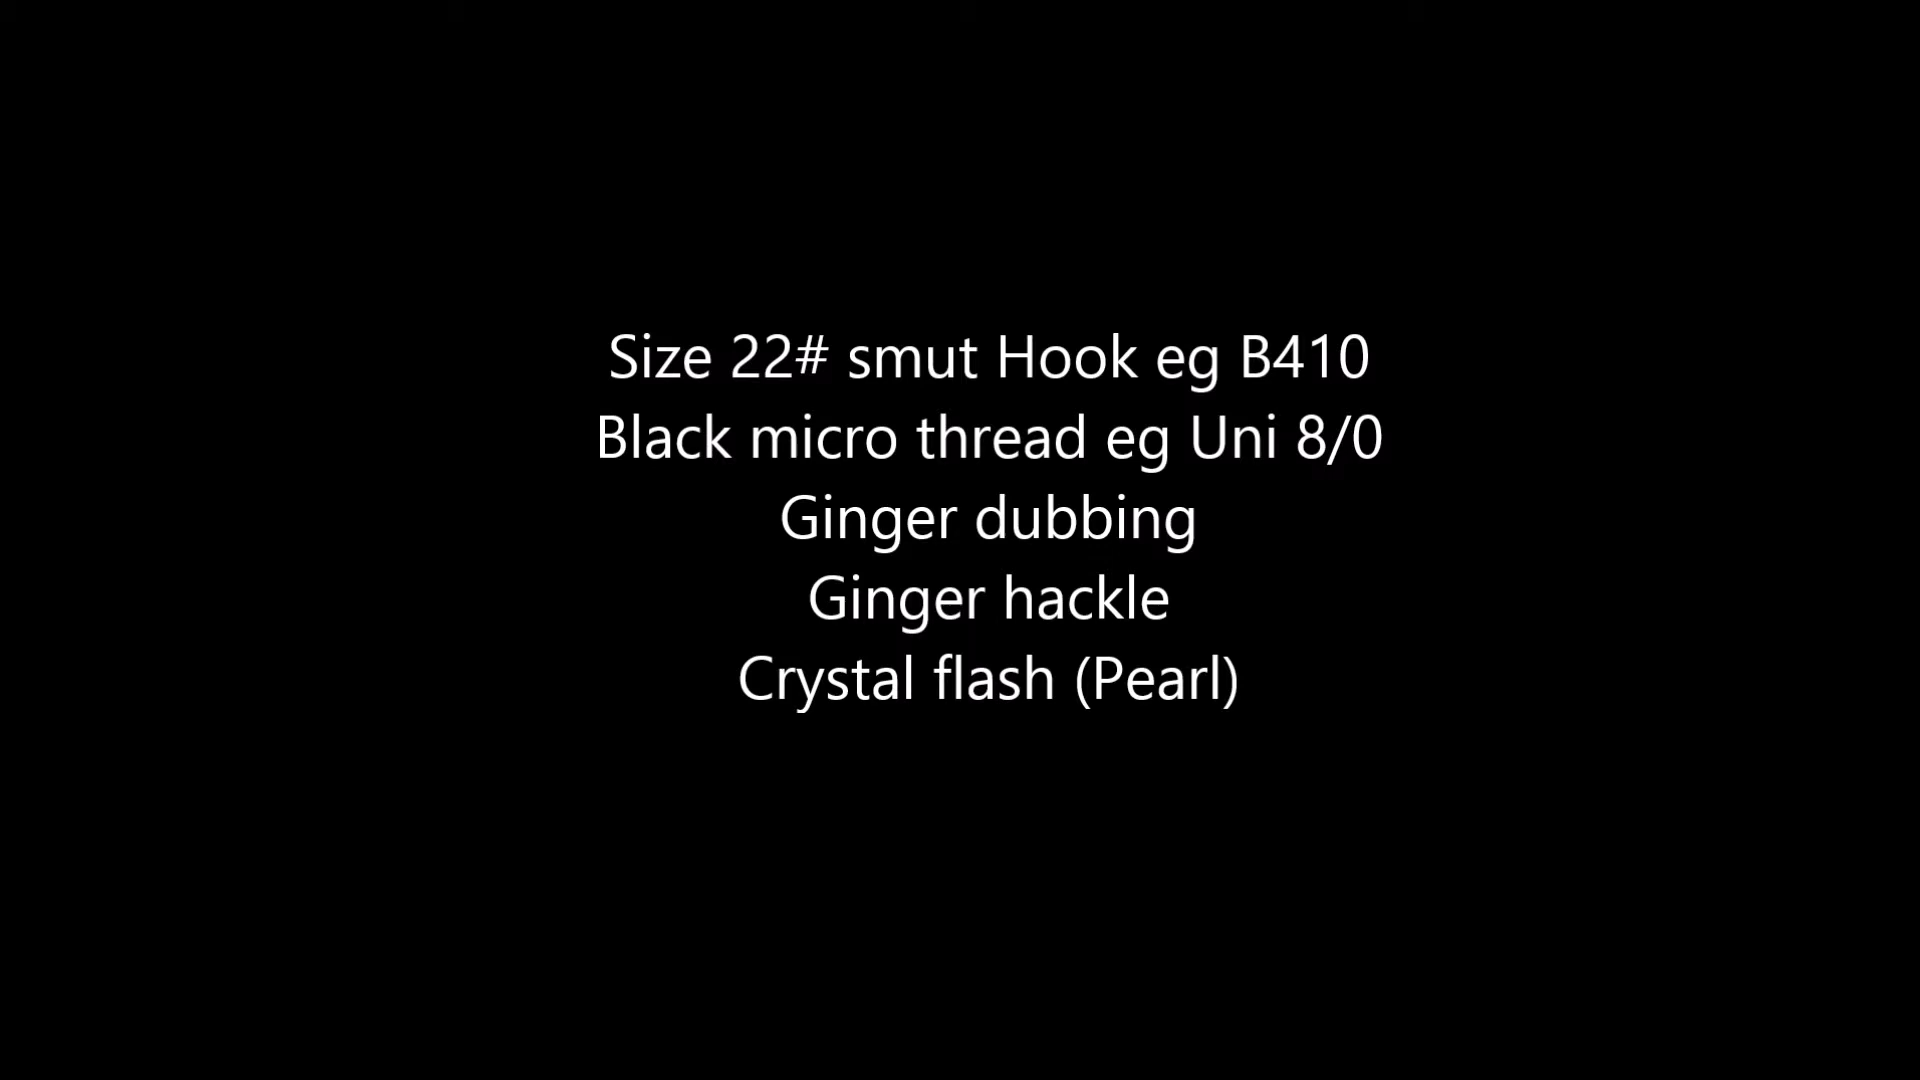 Size 22# smut Hook eg B410
Black micro thread eg Uni 8/0
Ginger dubbing
Ginger hackle
Crystal flash (Pearl)